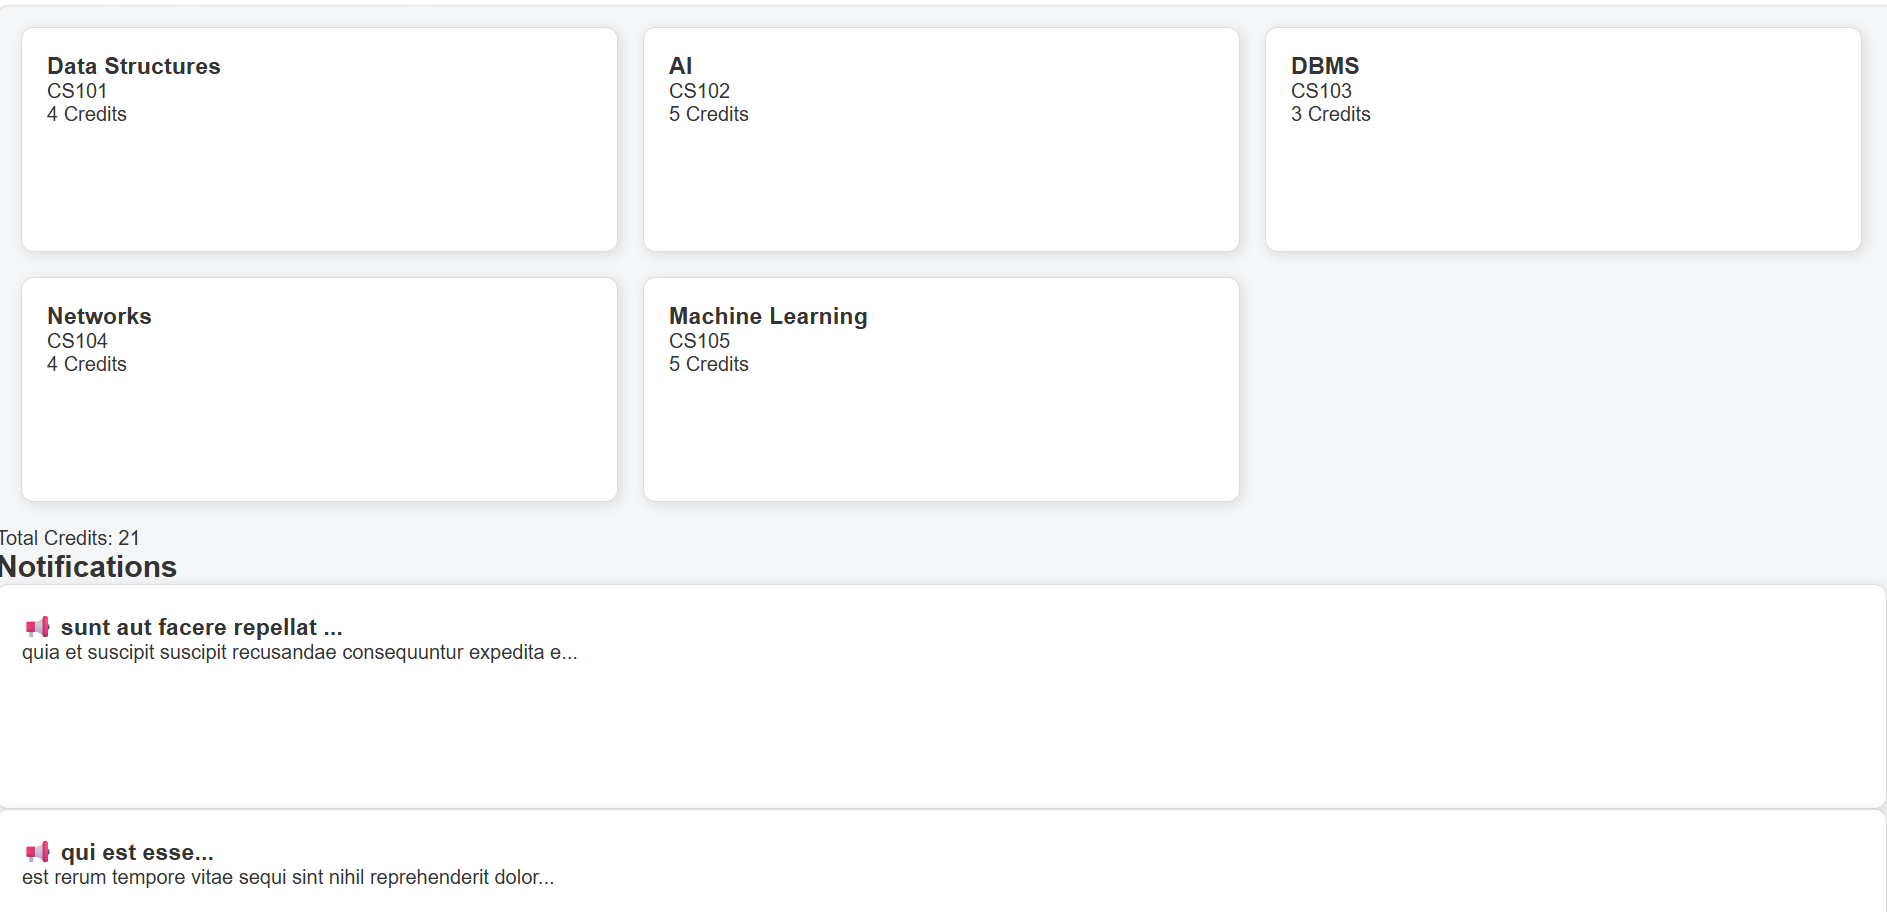 Data Structures
CS101
4 Credits
AI
CS102
5 Credits
DBMS
CS103
3 Credits
Networks
CS104
4 Credits
Machine Learning
CS105
5 Credits
Total Credits: 21
Notifications
📢 sunt aut facere repellat ...
quia et suscipit suscipit recusandae consequuntur expedita e...
📢 qui est esse...
est rerum tempore vitae sequi sint nihil reprehenderit dolor...